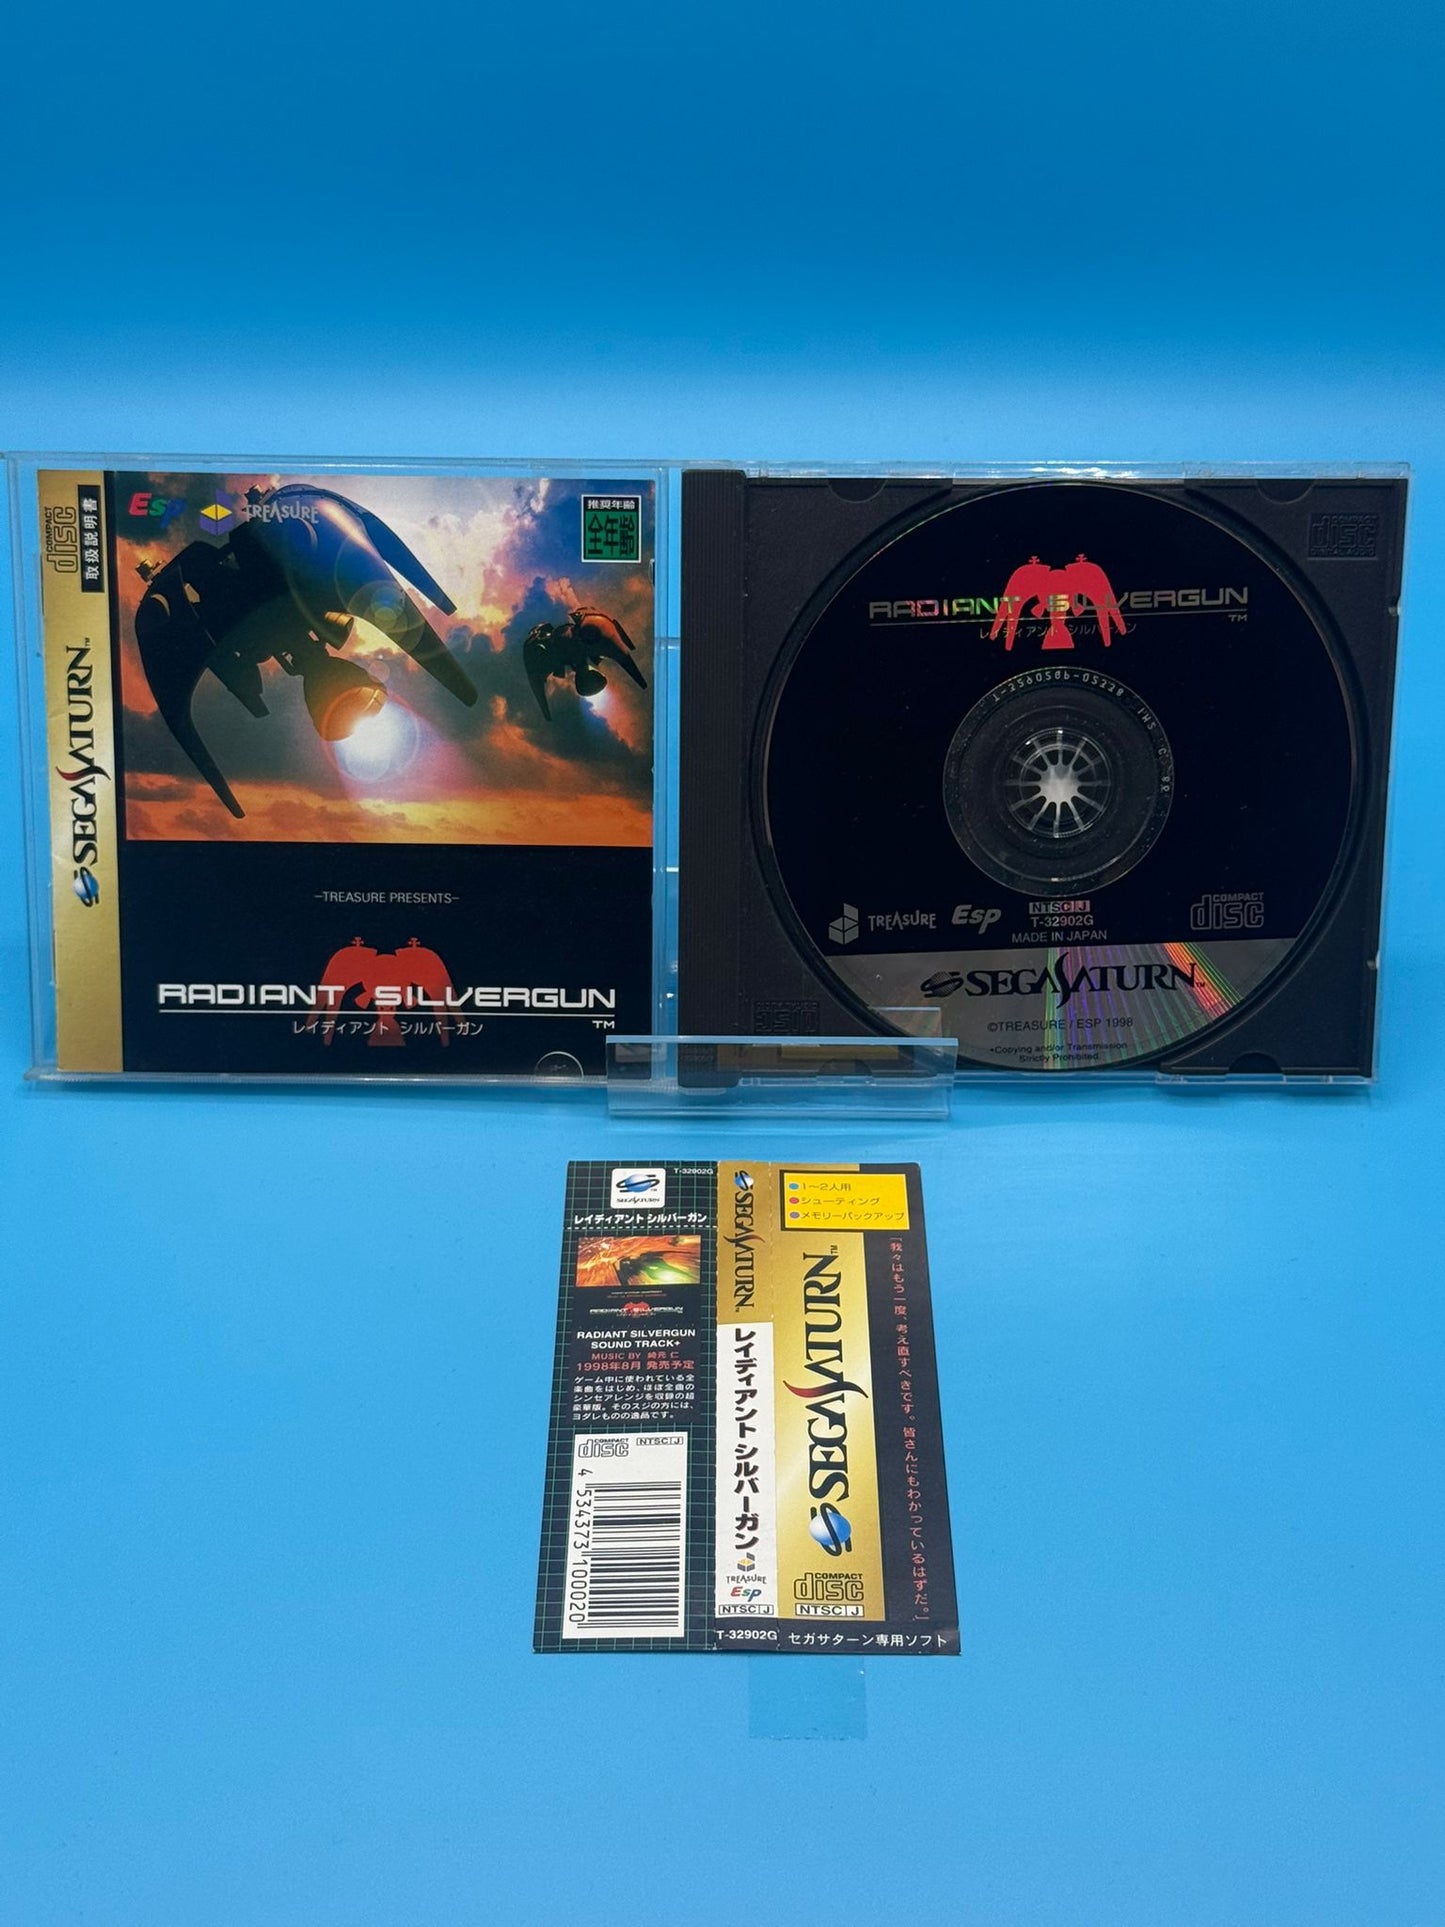 COMPACT
disc
取扱説明書
SEGA SATURN™
Esp
TREASURE
推奨年齢
全年齢
-TREASURE PRESENTS-
RADIANT SILVERGUN
TM
レイディアント シルバーガン
RADIANT SILVERGUN
TM
レイディアント シルバーガン
TREASURE
Esp
NTSC J
T-32902G
MADE IN JAPAN
COMPACT
disc
SEGA SATURN™
©TREASURE / ESP 1998
•Copying and/or Transmission
Strictly Prohibited.
T-32902G
SEGA SATURN
レイディアント シルバーガン
RADIANT SILVERGUN
RADIANT SILVERGUN
SOUND TRACK+
MUSIC BY 崎元 仁
1998年8月 発売予定
ゲーム中に使われている全
楽曲をはじめ、ほぼ全曲の
シンセアレンジを収録の超
豪華版。そのスジの方には、
ヨダレものの逸品です。
COMPACT
disc
NTSC J
4 534373 100020
SEGA SATURN™
レイディアント シルバーガン
TREASURE
Esp
NTSC J
T-32902G
●1〜2人用
●シューティング
●メモリーバックアップ
SEGA SATURN™
COMPACT
disc
NTSC J
「我々はもう一度、考え直すべきです。皆さんにもわかっているはずだ。」
セガサターン専用ソフト